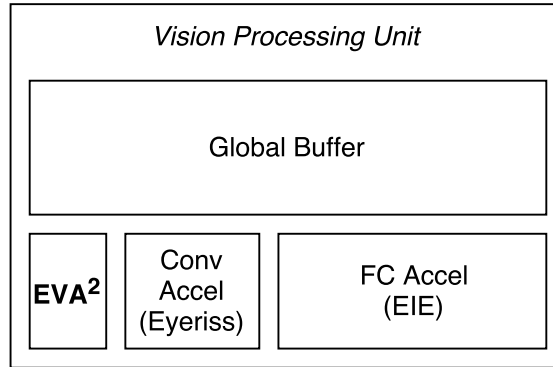 Vision Processing Unit
Global Buffer
EVA²
Conv
Accel
(Eyeriss)
FC Accel
(EIE)